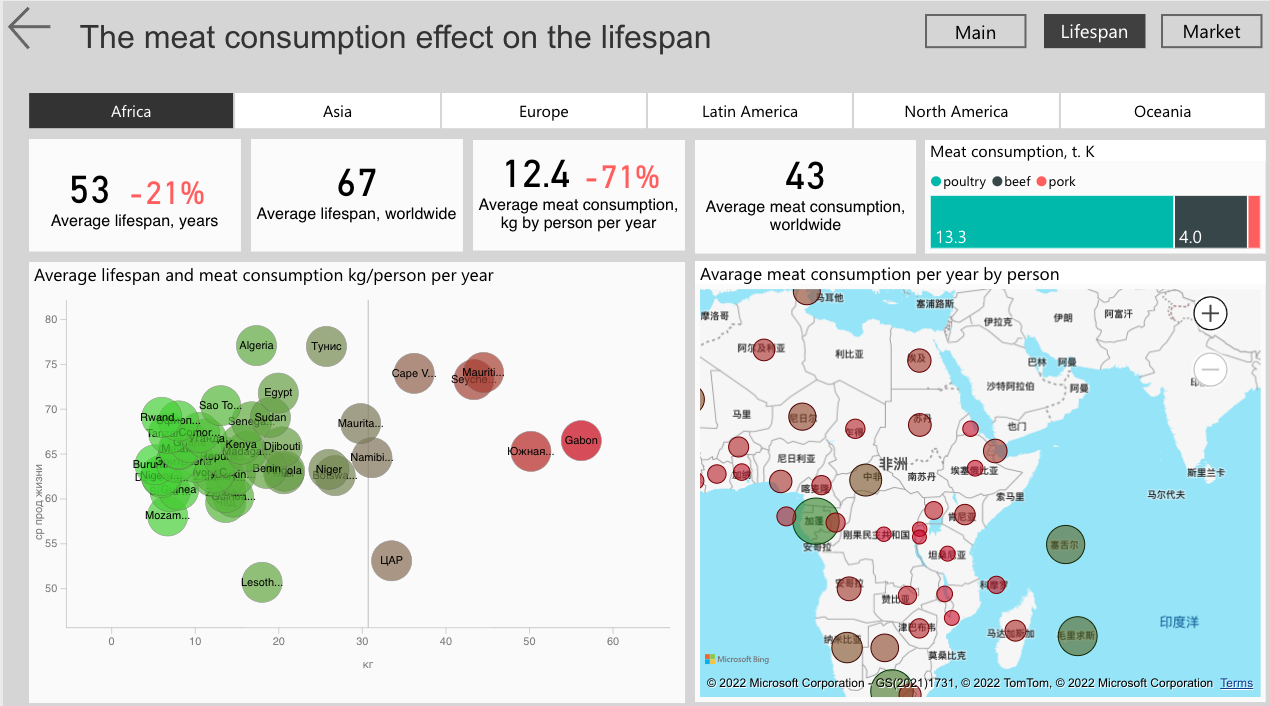 The meat consumption effect on the lifespan
Main
Lifespan
Market
Africa
Asia
Europe
Latin America
North America
Oceania
53 -21%
Average lifespan, years
67
Average lifespan, worldwide
12.4 -71%
Average meat consumption,
kg by person per year
43
Average meat consumption,
worldwide
Meat consumption, t. K
poultry beef pork
13.3
4.0
Average lifespan and meat consumption kg/person per year
ср прод жизни
80
75
70
65
60
55
50
0 10 20 30 40 50 60
кг
Algeria
Тунис
Cape V...
Mauriti...
Seyche...
Egypt
Sao To...
Rwand...
Sudan
Maurita...
Gabon
Южная...
Kenya
Djibouti
Namibi...
Benin
Niger
Mozam...
ЦАР
Lesoth...
Avarage meat consumption per year by person
马耳他
塞浦路斯
摩洛哥
伊拉克
伊朗
阿富汗
阿尔及利亚
利比亚
埃及
巴林
阿曼
沙特阿拉伯
阿曼
马里
尼日尔
乍得
苏丹
也门
尼日利亚
非洲
加纳
中非
南苏丹
埃塞俄比亚
斯里兰卡
喀麦隆
索马里
马尔代夫
加蓬
刚果民主共和国
肯尼亚
安哥拉
坦桑尼亚
塞舌尔
安哥拉
赞比亚
科摩罗
纳米比亚
津巴布韦
马达加斯加
毛里求斯
印度洋
莫桑比克
Microsoft Bing
© 2022 Microsoft Corporation - GS(2021)1731, © 2022 TomTom, © 2022 Microsoft Corporation Terms